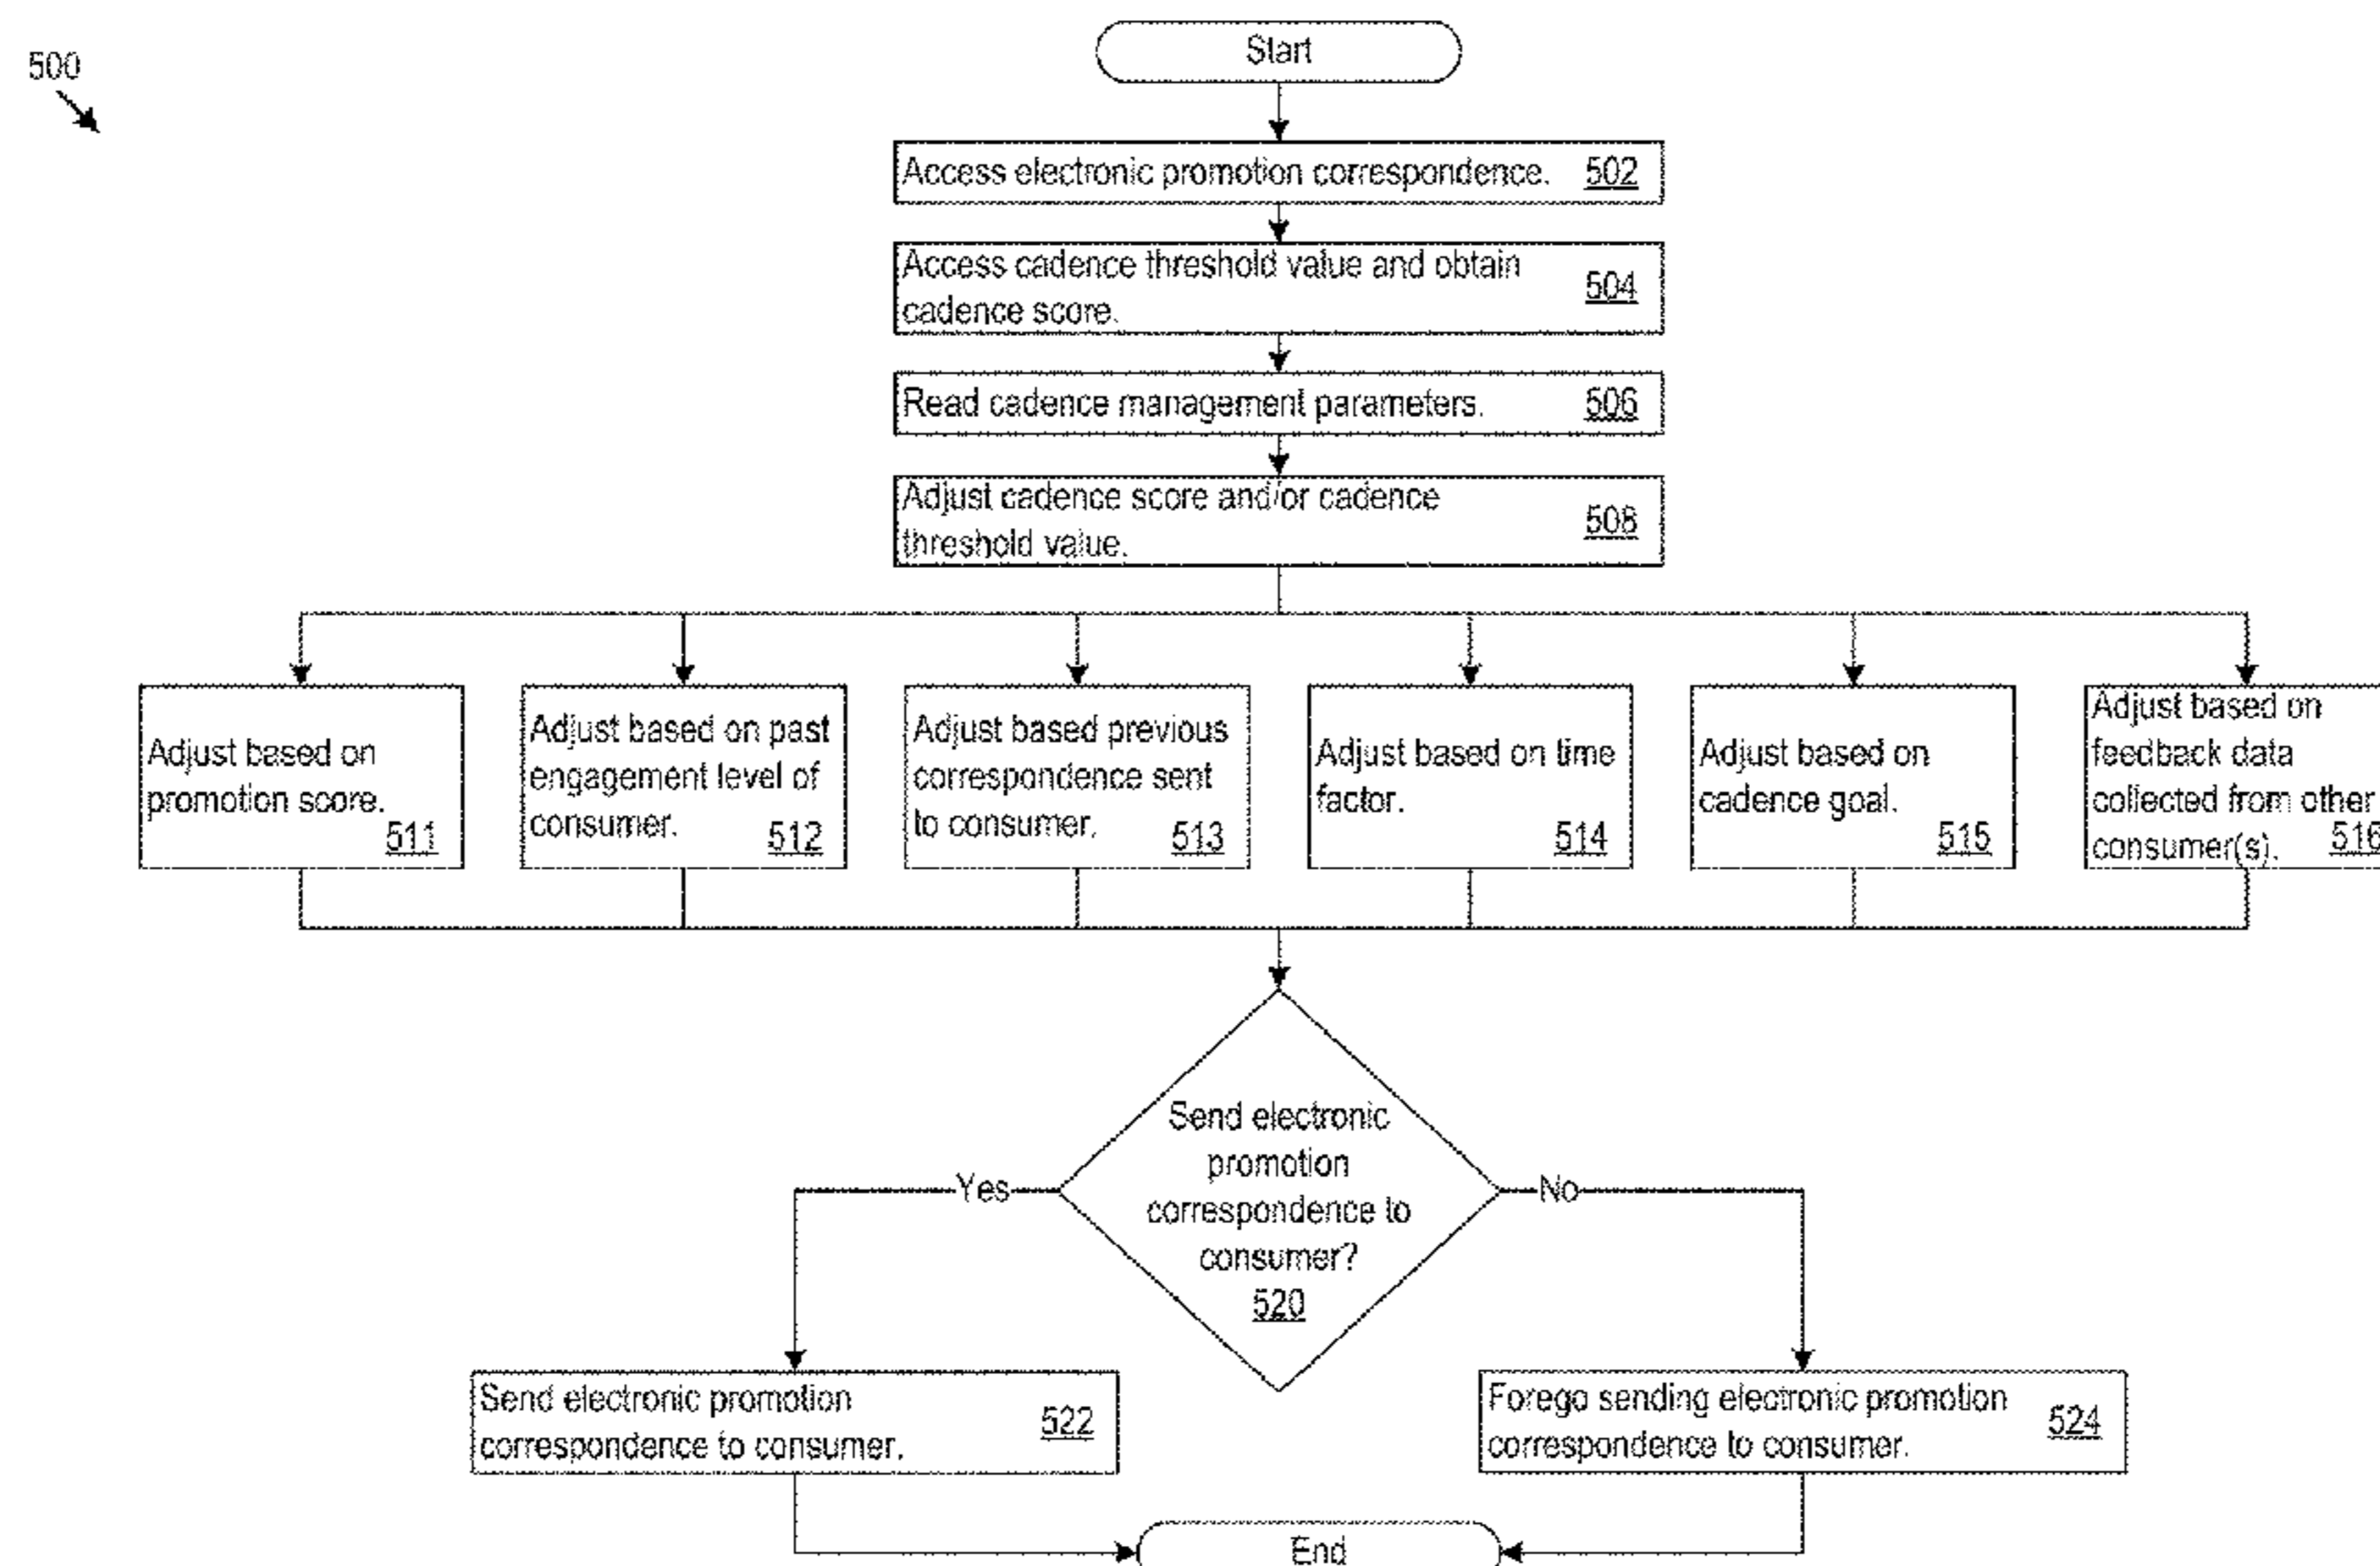 500
Start
Access electronic promotion correspondence. 502
Access cadence threshold value and obtain
cadence score.
504
Read cadence management parameters. 506
Adjust cadence score and/or cadence
threshold value.
508
Adjust based on
promotion score.
511
Adjust based on past
engagement level of
consumer.
512
Adjust based previous
correspondence sent
to consumer.
513
Adjust based on time
factor.
514
Adjust based on
cadence goal.
515
Adjust based on
feedback data
collected from other
consumer(s).
516
Send electronic
promotion
correspondence to
consumer?
520
Yes
No
Send electronic promotion
correspondence to consumer.
522
Forego sending electronic promotion
correspondence to consumer.
524
End